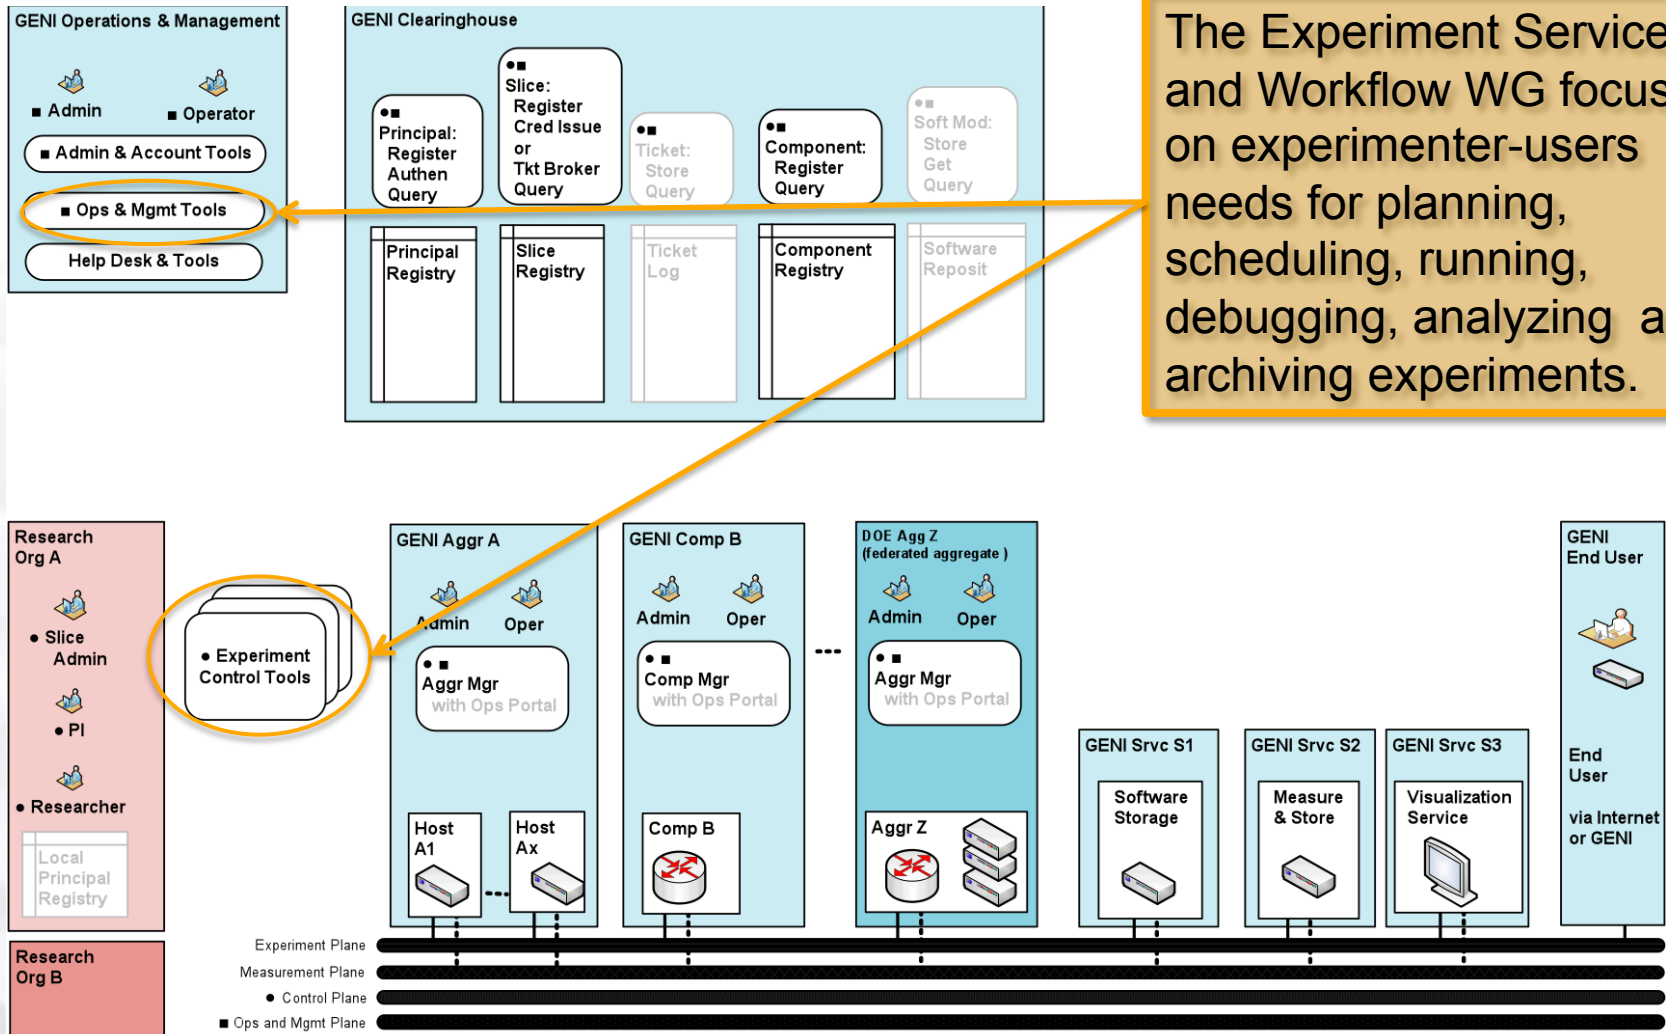 GENI Operations & Management
■ Admin
■ Operator
■ Admin & Account Tools
■ Ops & Mgmt Tools
Help Desk & Tools
GENI Clearinghouse
●■
Principal:
Register
Authen
Query
●■
Slice:
Register
Cred Issue
or
Tkt Broker
Query
●■
Ticket:
Store
Query
●■
Component:
Register
Query
●■
Soft Mod:
Store
Get
Query
Principal
Registry
Slice
Registry
Ticket
Log
Component
Registry
Software
Reposit
The Experiment Service
and Workflow WG focus
on experimenter-users
needs for planning,
scheduling, running,
debugging, analyzing a
archiving experiments.
Research
Org A
● Slice
Admin
● PI
● Researcher
Local
Principal
Registry
Research
Org B
● Experiment
Control Tools
GENI Aggr A
Admin
Oper
● ■
Aggr Mgr
with Ops Portal
Host
A1
Host
Ax
GENI Comp B
Admin
Oper
● ■
Comp Mgr
with Ops Portal
Comp B
DOE Agg Z
(federated aggregate )
Admin
Oper
● ■
Aggr Mgr
with Ops Portal
Aggr Z
GENI Srvc S1
Software
Storage
GENI Srvc S2
Measure
& Store
GENI Srvc S3
Visualization
Service
GENI
End User
End
User
via Internet
or GENI
Experiment Plane
Measurement Plane
● Control Plane
■ Ops and Mgmt Plane